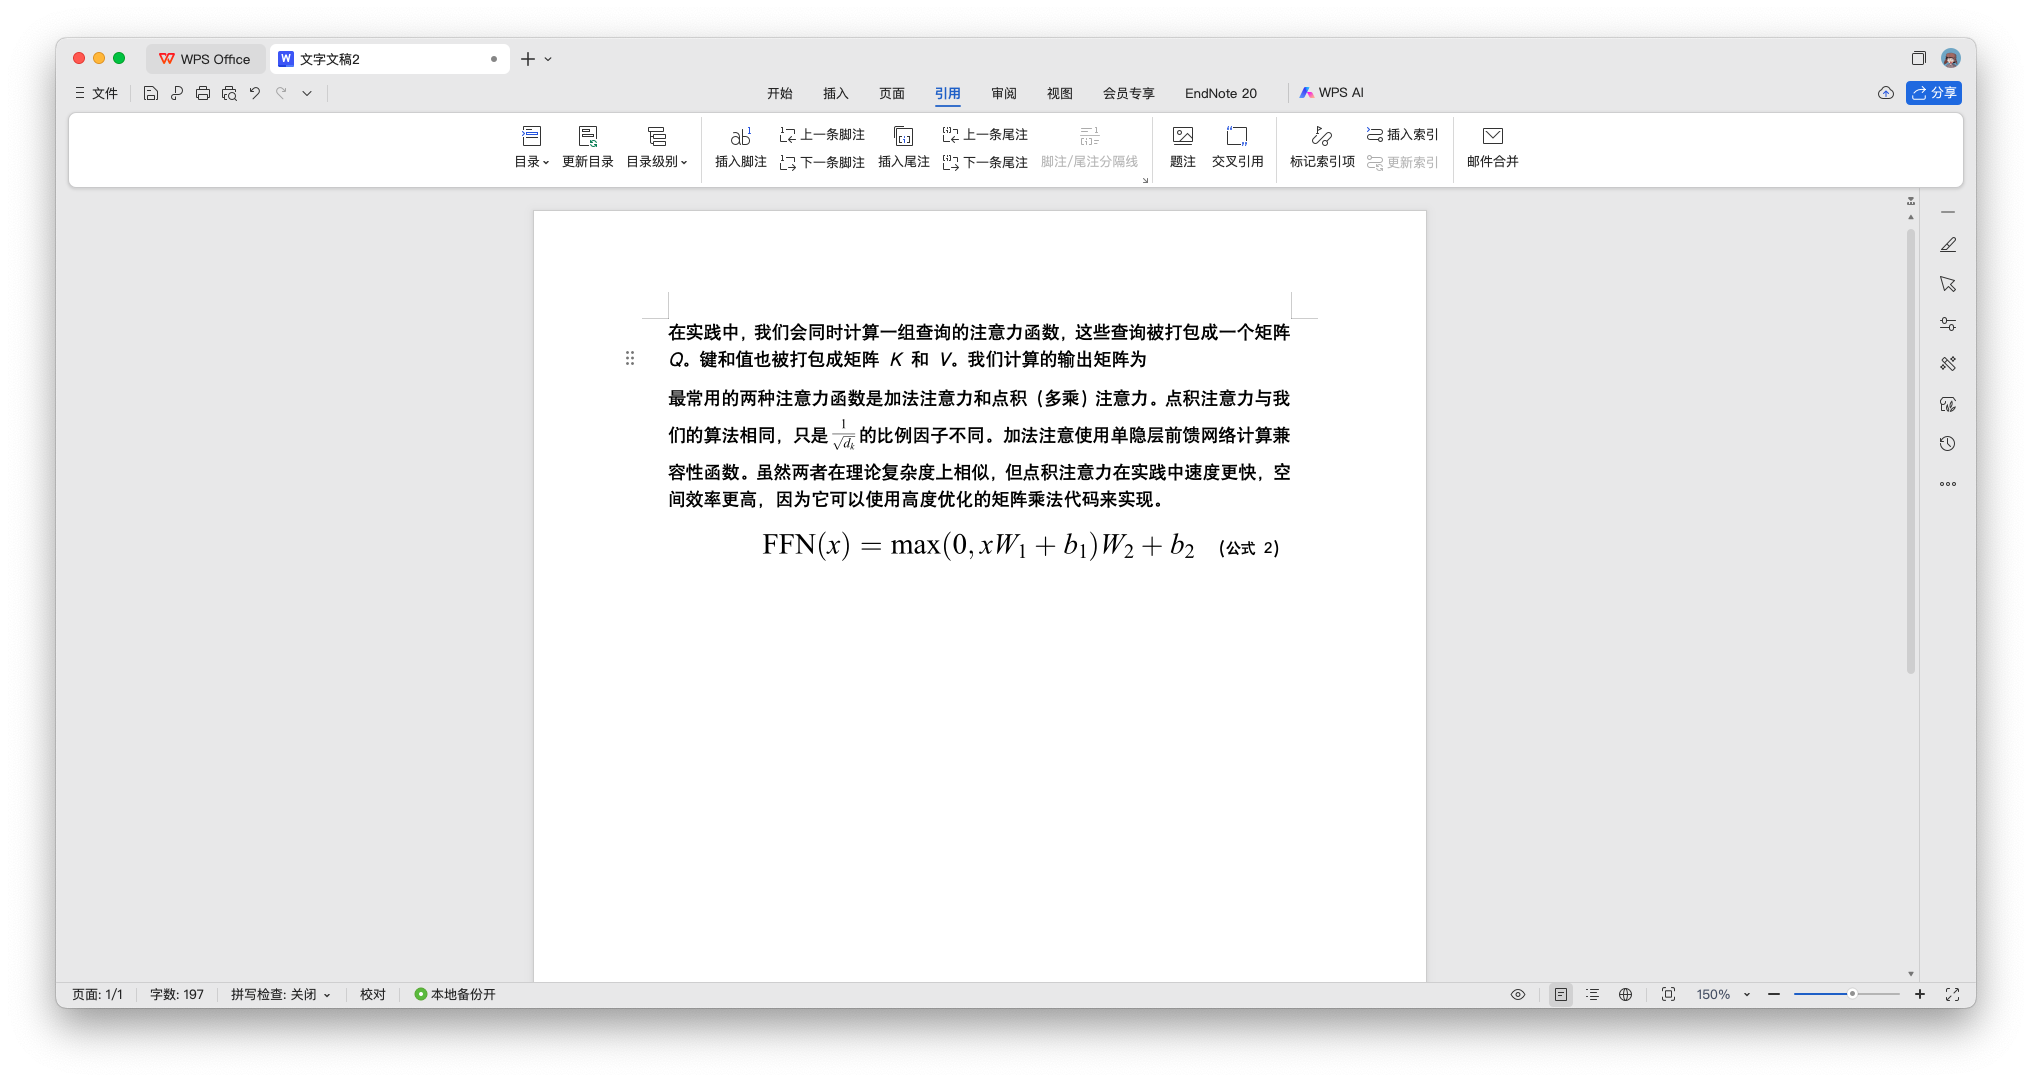 WPS Office
文字文稿2
文件
开始
插入
页面
引用
审阅
视图
会员专享
EndNote 20
WPS AI
分享
目录
更新目录
目录级别
插入脚注
上一条脚注
下一条脚注
插入尾注
上一条尾注
下一条尾注
脚注/尾注分隔线
题注
交叉引用
标记索引项
插入索引
更新索引
邮件合并
在实践中，我们会同时计算一组查询的注意力函数，这些查询被打包成一个矩阵
Q。键和值也被打包成矩阵 K 和 V。我们计算的输出矩阵为
最常用的两种注意力函数是加法注意力和点积（多乘）注意力。点积注意力与我
们的算法相同，只是 1/√d_k 的比例因子不同。加法注意使用单隐层前馈网络计算兼
容性函数。虽然两者在理论复杂度上相似，但点积注意力在实践中速度更快，空
间效率更高，因为它可以使用高度优化的矩阵乘法代码来实现。
FFN(x) = max(0, xW₁ + b₁)W₂ + b₂ （公式 2）
页面: 1/1
字数: 197
拼写检查: 关闭
校对
本地备份开
150%